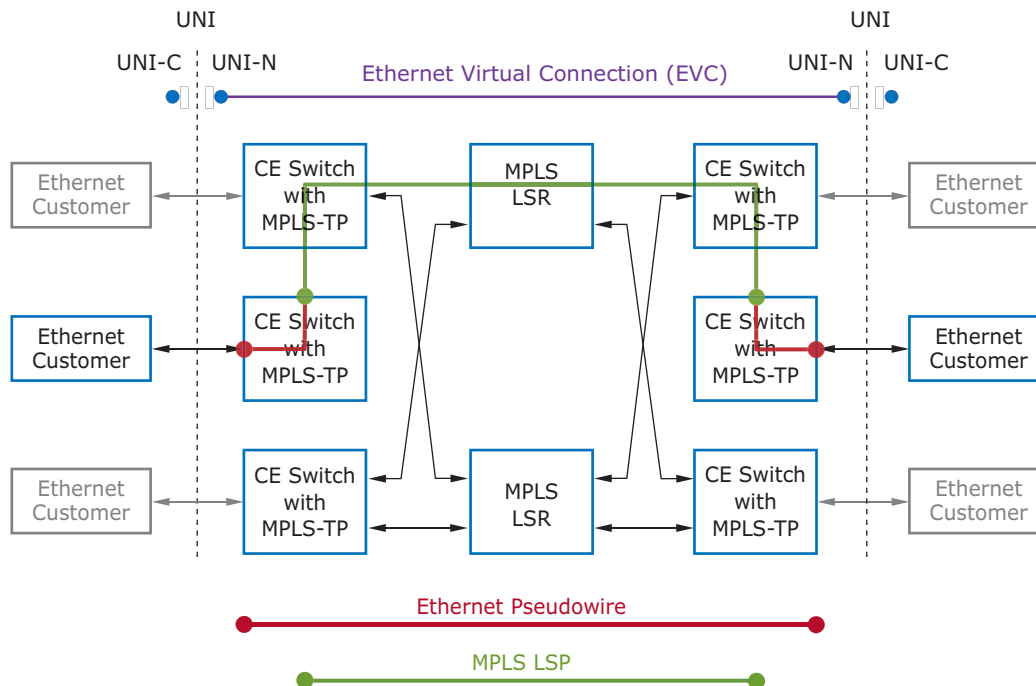 UNI
UNI
UNI-C
UNI-N
Ethernet Virtual Connection (EVC)
UNI-N
UNI-C
Ethernet
Customer
CE Switch
with
MPLS-TP
MPLS
LSR
CE Switch
with
MPLS-TP
Ethernet
Customer
Ethernet
Customer
CE Switch
with
MPLS-TP
CE Switch
with
MPLS-TP
Ethernet
Customer
Ethernet
Customer
CE Switch
with
MPLS-TP
MPLS
LSR
CE Switch
with
MPLS-TP
Ethernet
Customer
Ethernet Pseudowire
MPLS LSP